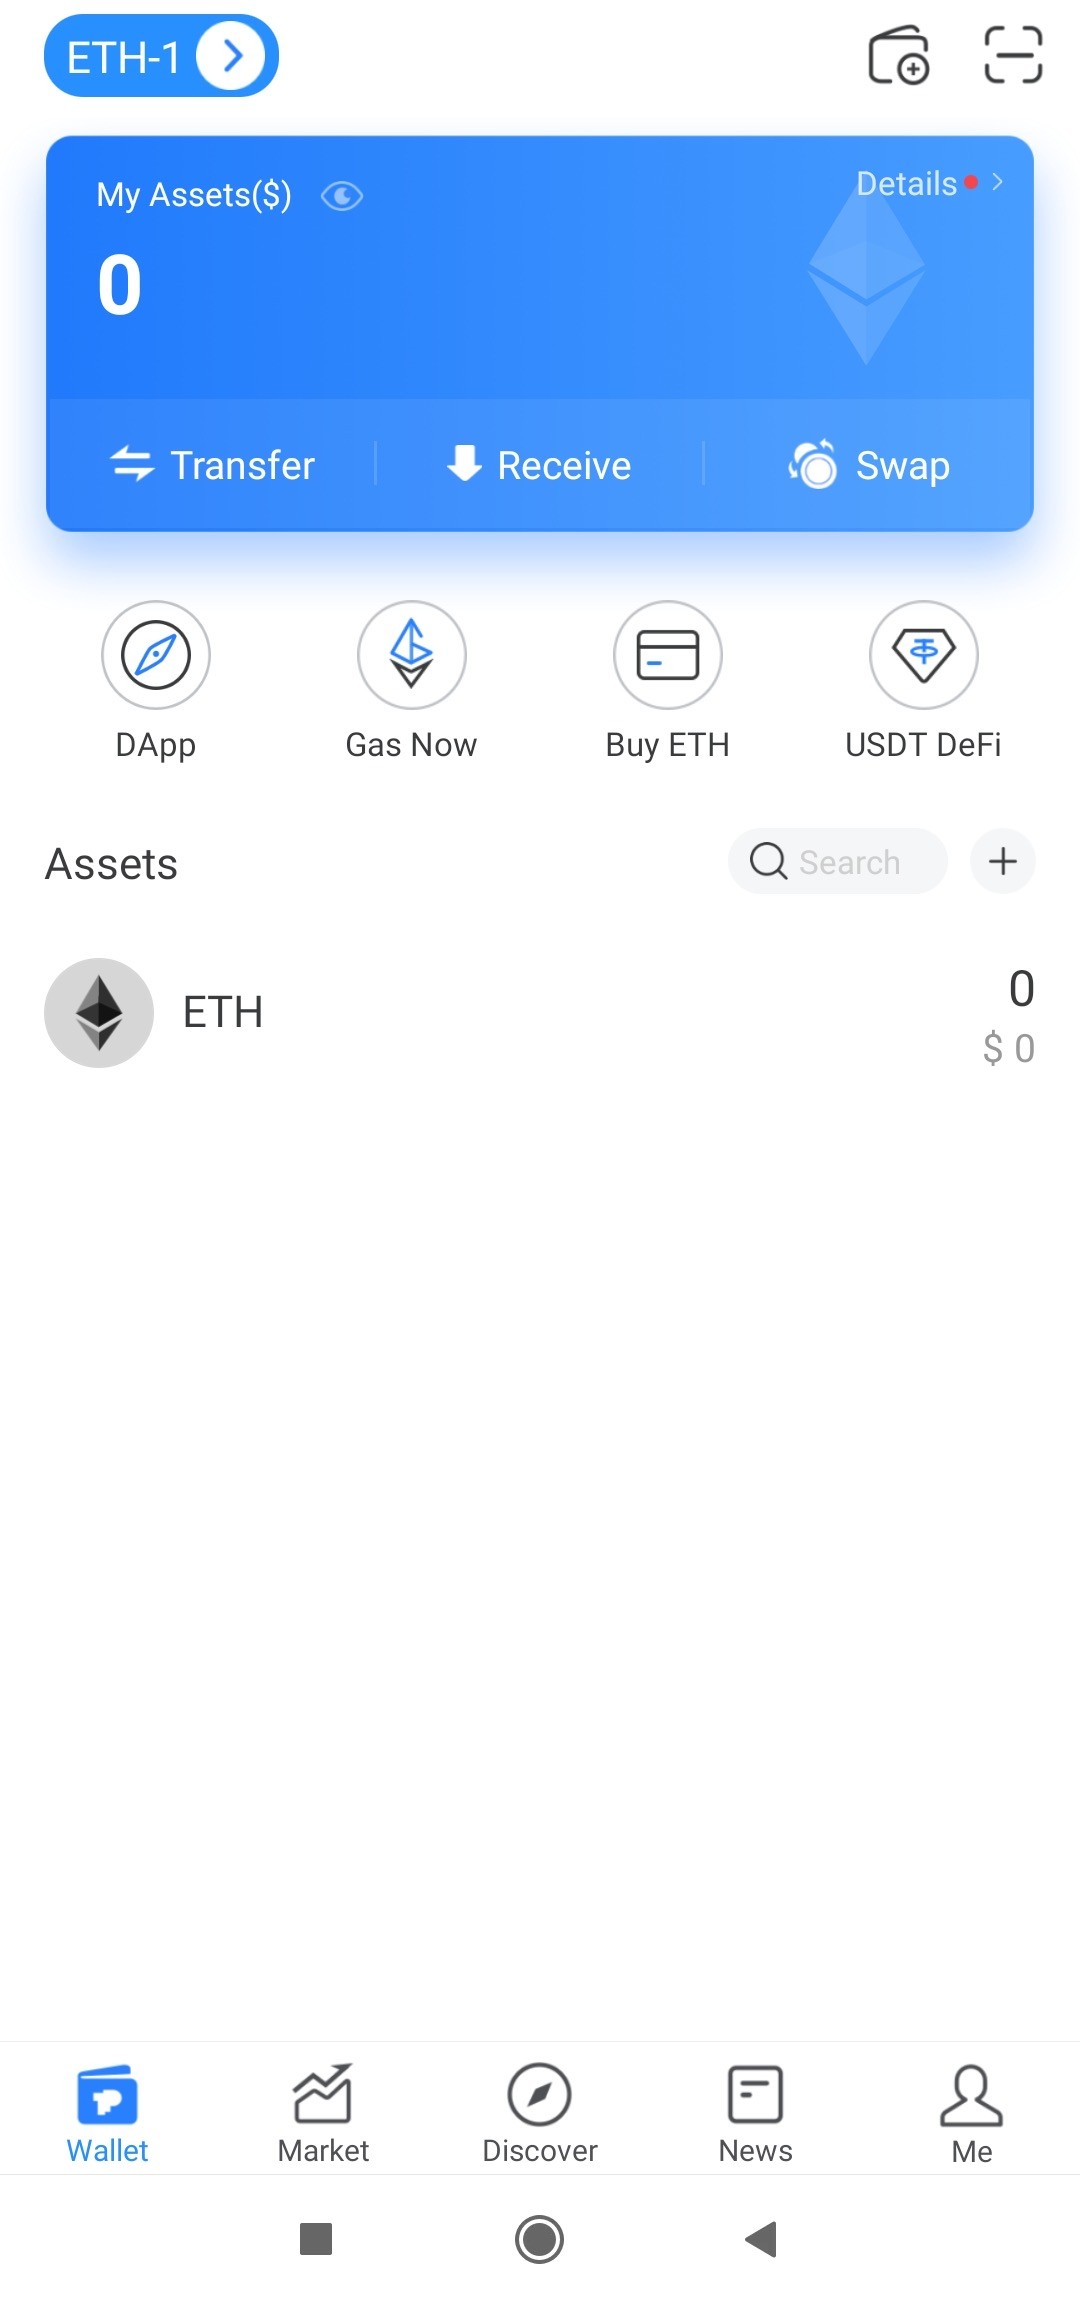 ETH-1
My Assets($)
Details
0
Transfer
Receive
Swap
DApp
Gas Now
Buy ETH
USDT DeFi
Assets
Search
ETH
0
$ 0
Wallet
Market
Discover
News
Me